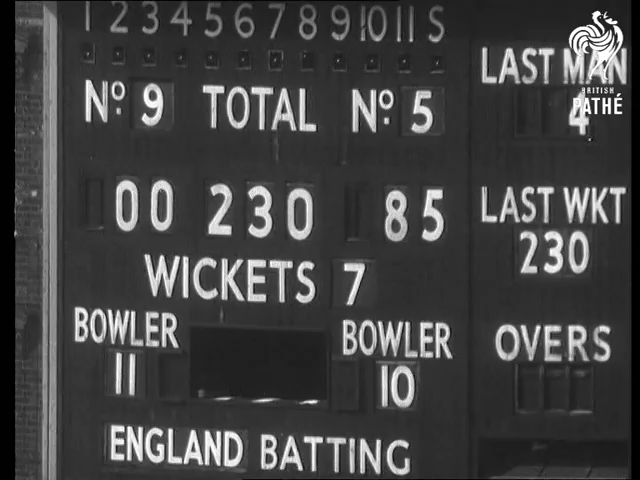 1 2 3 4 5 6 7 8 9 10 11 S
LAST MAN
4
BRITISH
PATHÉ
No. 9 TOTAL No. 5
00 230 85
LAST WKT
230
WICKETS 7
BOWLER
11
BOWLER
10
OVERS
ENGLAND BATTING